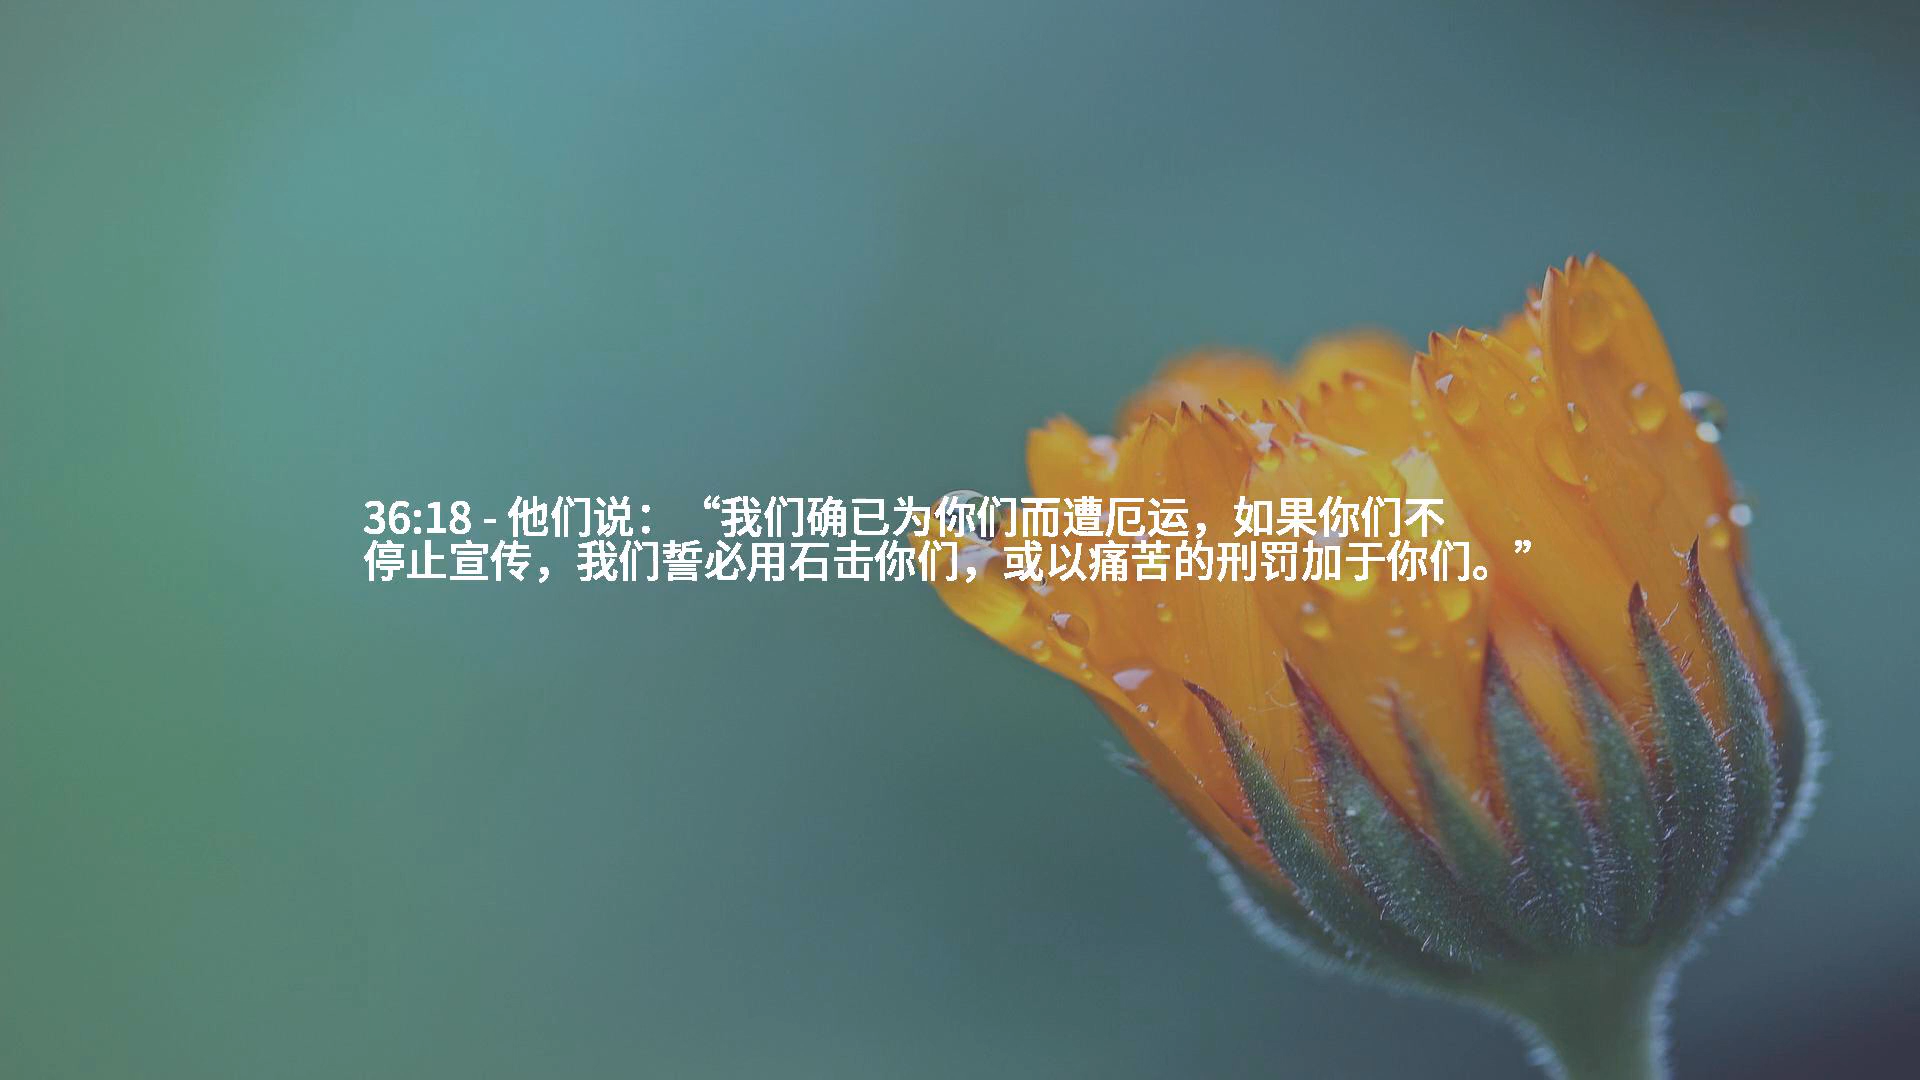 36:18 - 他们说：“我们确已为你们而遭厄运，如果你们不
停止宣传，我们誓必用石击你们，或以痛苦的刑罚加于你们。”